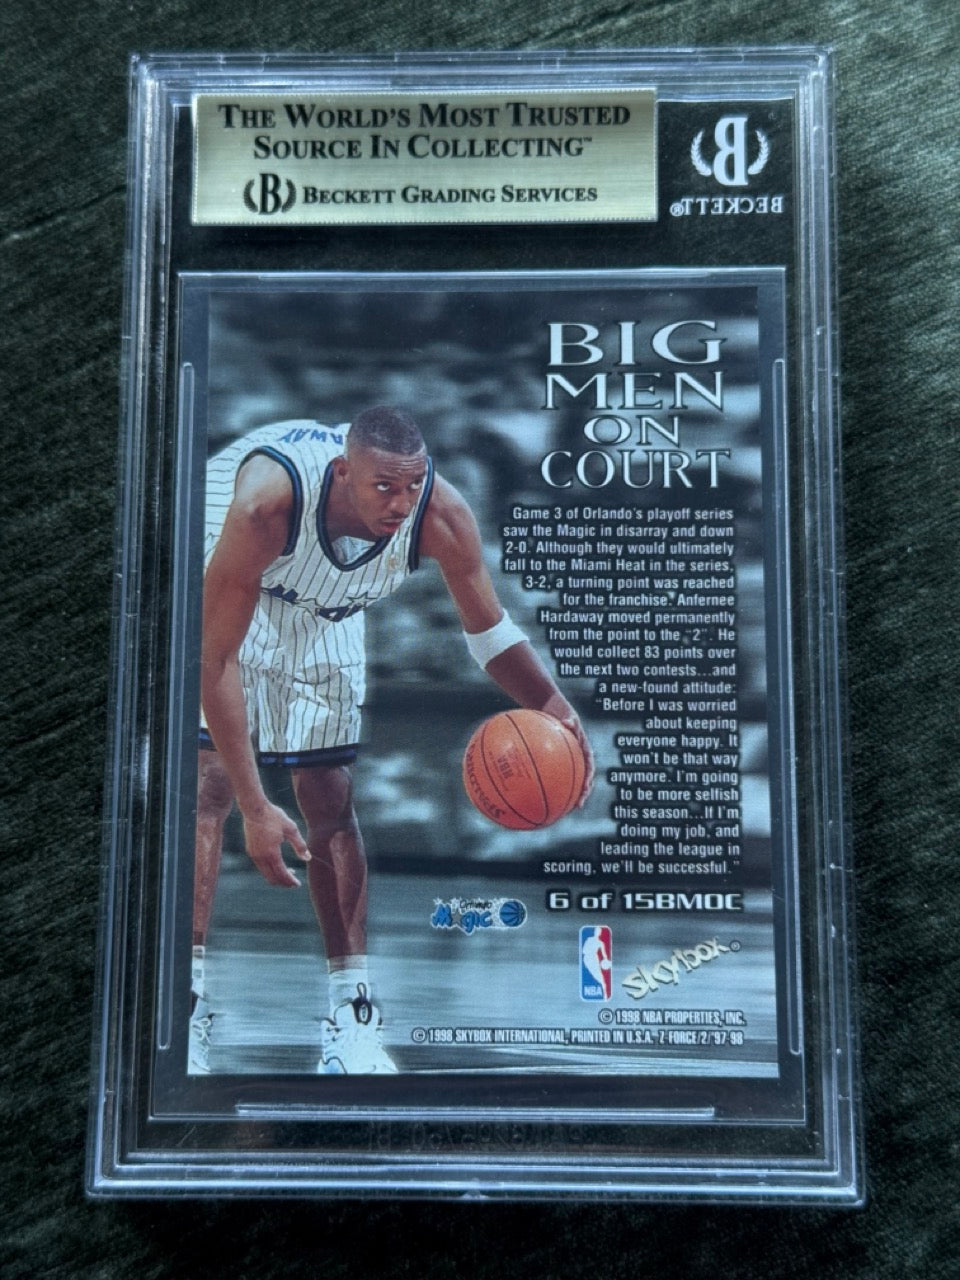 THE WORLD'S MOST TRUSTED
SOURCE IN COLLECTING™
B BECKETT GRADING SERVICES
B
BECKETT®
BIG
MEN
ON
COURT
Game 3 of Orlando's playoff series
saw the Magic in disarray and down
2-0. Although they would ultimately
fall to the Miami Heat in the series,
3-2, a turning point was reached
for the franchise. Anfernee
Hardaway moved permanently
from the point to the "2". He
would collect 83 points over
the next two contests...and
a new-found attitude:
"Before I was worried
about keeping
everyone happy. It
won't be that way
anymore. I'm going
to be more selfish
this season...If I'm
doing my job, and
leading the league in
scoring, we'll be successful."
6 of 15BMOC
Orlando
Magic
NBA
Skybox®
© 1998 NBA PROPERTIES, INC.
© 1998 SKYBOX INTERNATIONAL, PRINTED IN U.S.A. Z-FORCE/2/'97-98
AWAY